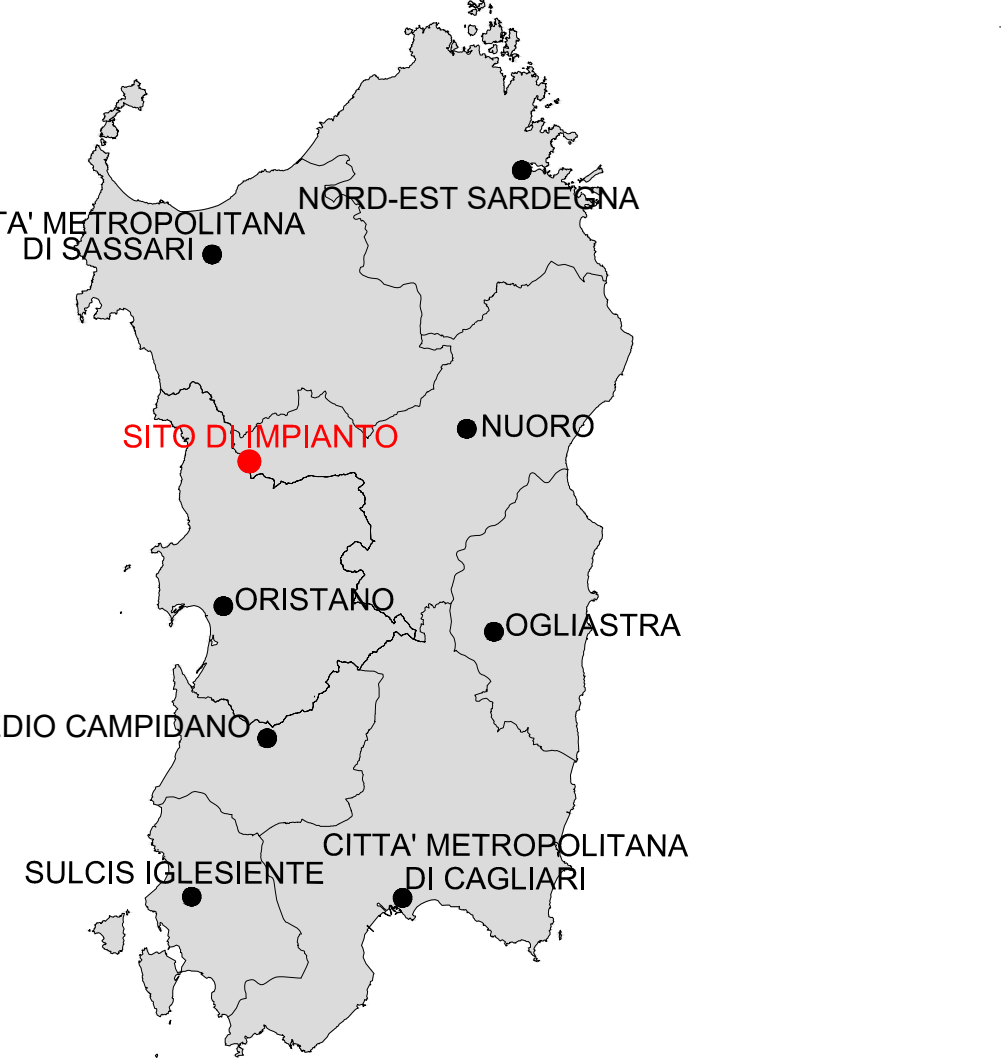 NORD-EST SARDEGNA
TA' METROPOLITANA
DI SASSARI
NUORO
SITO DI IMPIANTO
ORISTANO
OGLIASTRA
DIO CAMPIDANO
CITTA' METROPOLITANA
DI CAGLIARI
SULCIS IGLESIENTE